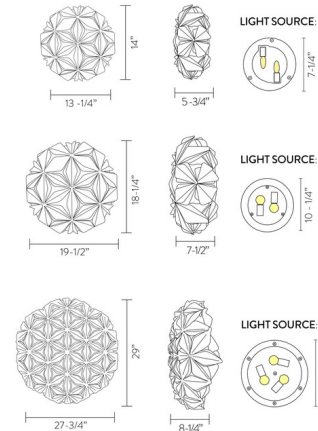 LIGHT SOURCE:
14"
7-1/4"
13 -1/4"
5 -3/4"
LIGHT SOURCE:
18-1/4"
10 - 1/4"
19-1/2"
7-1/2"
LIGHT SOURCE:
29"
27-3/4"
8-1/4"